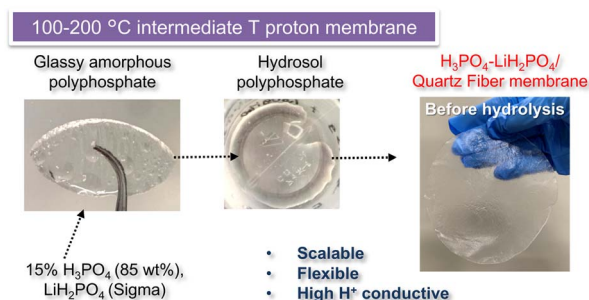 100-200 °C intermediate T proton membrane
Glassy amorphous
polyphosphate
Hydrosol
polyphosphate
H₃PO₄-LiH₂PO₄/
Quartz Fiber membrane
Before hydrolysis
15% H₃PO₄ (85 wt%),
LiH₂PO₄ (Sigma)
• Scalable
• Flexible
• High H⁺ conductive